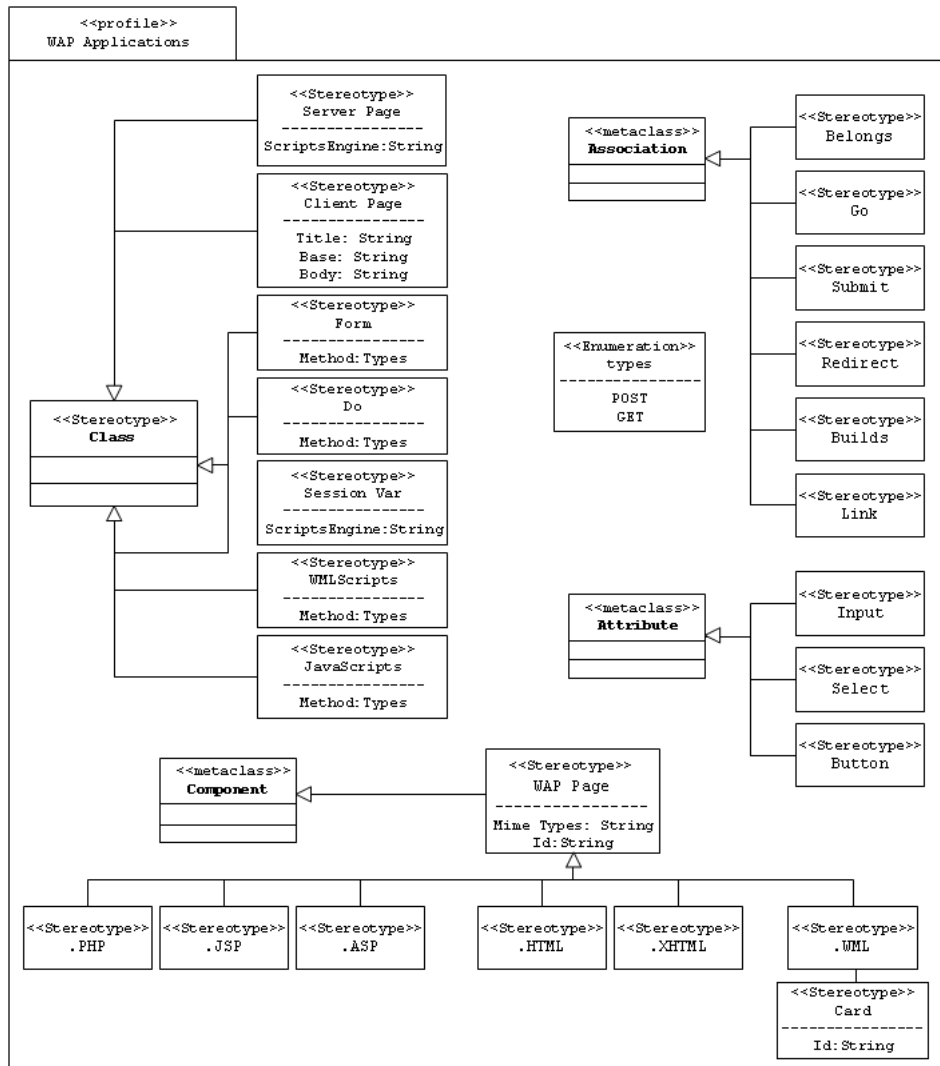 <<profile>>
WAP Applications
<<Stereotype>>
Server Page
ScriptsEngine:String
<<Stereotype>>
Client Page
Title: String
Base: String
Body: String
<<Stereotype>>
Form
Method:Types
<<Stereotype>>
Do
Method:Types
<<Stereotype>>
Session Var
ScriptsEngine:String
<<Stereotype>>
WMLScripts
Method:Types
<<Stereotype>>
JavaScripts
Method:Types
<<Stereotype>>
Class
<<metaclass>>
Association
<<Stereotype>>
Belongs
<<Stereotype>>
Go
<<Stereotype>>
Submit
<<Stereotype>>
Redirect
<<Stereotype>>
Builds
<<Stereotype>>
Link
<<Enumeration>>
types
POST
GET
<<metaclass>>
Attribute
<<Stereotype>>
Input
<<Stereotype>>
Select
<<Stereotype>>
Button
<<metaclass>>
Component
<<Stereotype>>
WAP Page
Mime Types: String
Id:String
<<Stereotype>>
.PHP
<<Stereotype>>
.JSP
<<Stereotype>>
.ASP
<<Stereotype>>
.HTML
<<Stereotype>>
.XHTML
<<Stereotype>>
.WML
<<Stereotype>>
Card
Id:String